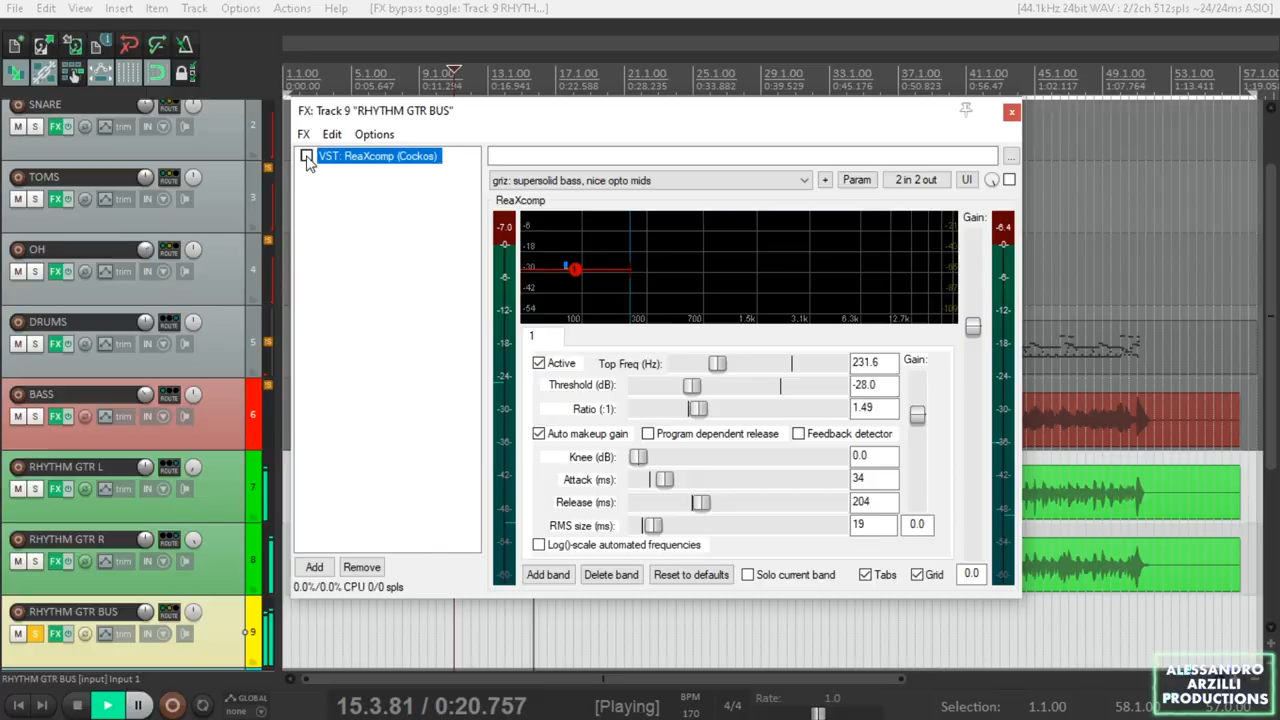 File Edit View Insert Item Track Options Actions Help [FX bypass toggle: Track 9 RHYTH...] [44.1kHz 24bit WAV : 2/2ch 512spls ~24/24ms ASIO]
1.1.00 5.1.00 9.1.00 13.1.00 17.1.00 21.1.00 25.1.00 29.1.00 33.1.00 37.1.00 41.1.00 45.1.00 49.1.00 53.1.00 57.1.0
0:00.00 0:05.647 0:11.294 0:16.941 0:22.588 0:28.235 0:33.882 0:39.529 0:45.176 0:50.823 0:56.47 1:02.117 1:07.764 1:13.411 1:19.05
SNARE
M S FX trim IN 2
TOMS
M S FX trim IN 3
OH
M S FX trim IN 4
DRUMS
M S FX trim IN 5
BASS
M S FX trim IN 6
RHYTHM GTR L
M S FX trim IN 7
RHYTHM GTR R
M S FX trim IN 8
RHYTHM GTR BUS
M S FX trim IN 9
FX: Track 9 "RHYTHM GTR BUS" x
FX Edit Options
VST: ReaXcomp (Cockos) ...
griz: supersolid bass, nice opto mids + Param 2 in 2 out UI
ReaXcomp
Gain:
-7.0 -6.4
-0 -6 -12 -18 -24 -30 -36 -42 -48 -54 -60
-6 -18 -30 -42 -54
100 300 700 1.5k 3.1k 6.3k 12.7k
1
Active Top Freq (Hz): 231.6 Gain:
Threshold (dB): -28.0
Ratio (:1): 1.49
Auto makeup gain Program dependent release Feedback detector
Knee (dB): 0.0
Attack (ms): 34
Release (ms): 204
RMS size (ms): 19 0.0
Log()-scale automated frequencies
Add band Delete band Reset to defaults Solo current band Tabs Grid 0.0
Add Remove
0.0%/0.0% CPU 0/0 spls
RHYTHM GTR BUS [input] Input 1
GLOBAL
none
15.3.81 / 0:20.757 [Playing] BPM
170 4/4 Rate: 1.0 Selection: 1.1.00 58.1.00 57.0.00
ALESSANDRO
ARZILLI
PRODUCTIONS